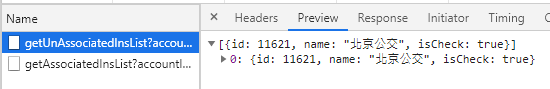 Name
getUnAssociatedInsList?accou...
getAssociatedInsList?accountI...
Headers Preview Response Initiator Timing
[{id: 11621, name: "北京公交", isCheck: true}]
0: {id: 11621, name: "北京公交", isCheck: true}